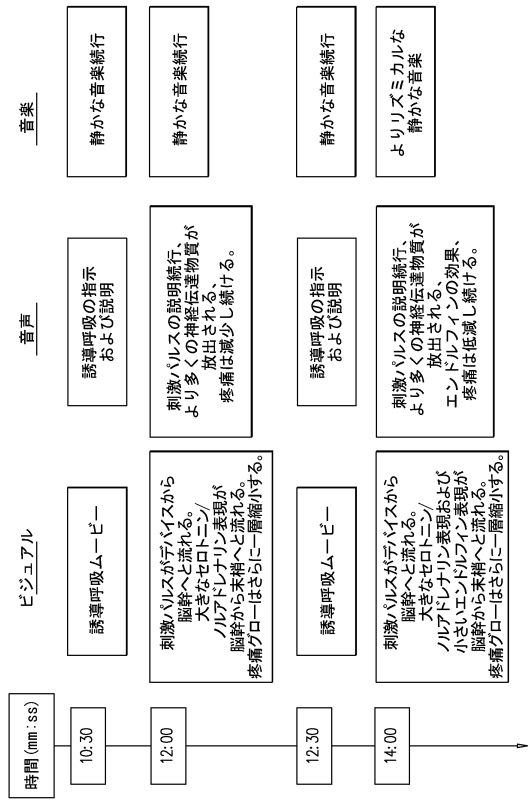 時間(mm:ss)
ビジュアル
音声
音楽
10:30
誘導呼吸ムービー
誘導呼吸の指示
および説明
静かな音楽続行
12:00
刺激パルスがデバイスから
脳幹へと流れる。
大きなセロトニン/
ノルアドレナリン表現が
脳幹から末梢へと流れる。
疼痛グローはさらに一層縮小する。
刺激パルスの説明続行、
より多くの神経伝達物質が
放出される、
疼痛は減少し続ける。
静かな音楽続行
12:30
誘導呼吸ムービー
誘導呼吸の指示
および説明
静かな音楽続行
14:00
刺激パルスがデバイスから
脳幹へと流れる。
大きなセロトニン/
ノルアドレナリン表現および
小さいエンドルフィン表現が
脳幹から末梢へと流れる。
疼痛グローはさらに一層縮小する。
刺激パルスの説明続行、
より多くの神経伝達物質が
放出される、
エンドルフィンの効果、
疼痛は低減し続ける。
よりリズミカルな
静かな音楽